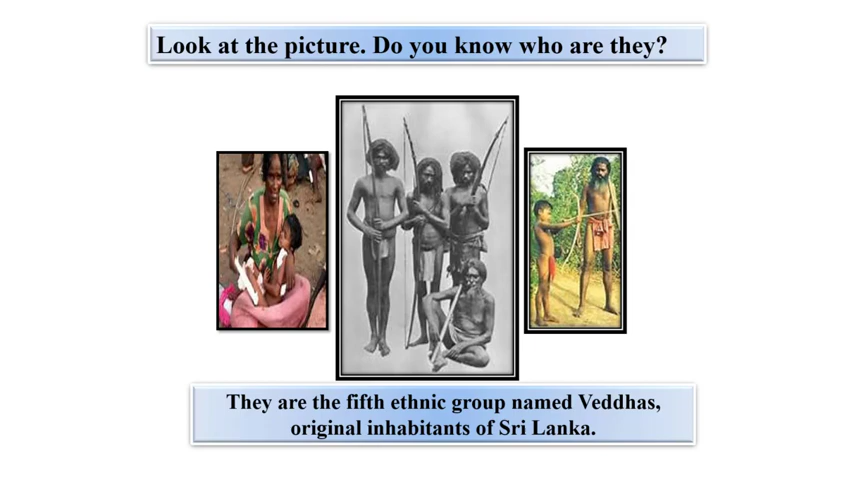 Look at the picture. Do you know who are they?
They are the fifth ethnic group named Veddhas,
original inhabitants of Sri Lanka.